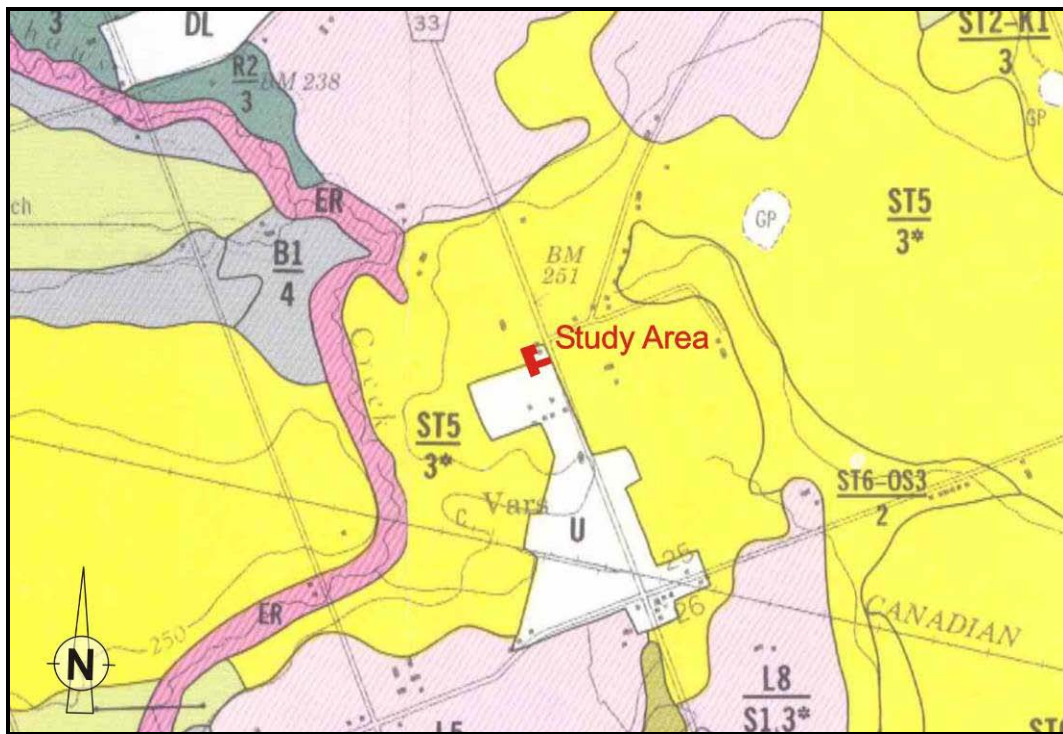 3
DL
33
ST2-K1
3
R2
3
BM 238
GP
ER
ST5
3*
GP
B1
4
BM
251
Study Area
Creek
ST5
3*
Vars
C,
U
ST6-OS3
2
25
26
CANADIAN
250
ER
N
L8
S1,3*